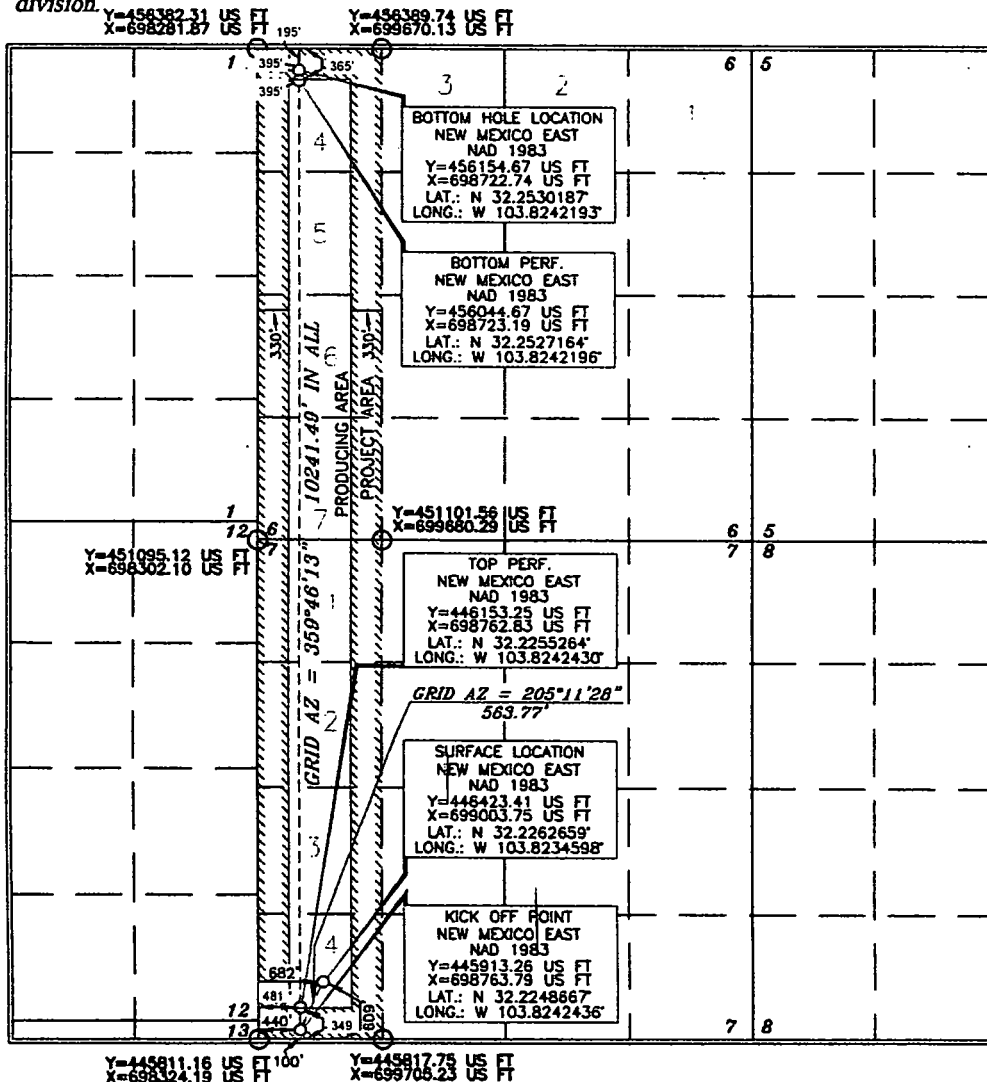 division.
Y=456382.31 US FT
X=698281.87 US FT
Y=456389.74 US FT
X=699670.13 US FT
195'
1
395'
365'
395'
3
2
1
6 5
4
BOTTOM HOLE LOCATION
NEW MEXICO EAST
NAD 1983
Y=456154.67 US FT
X=698722.74 US FT
LAT.: N 32.2530187°
LONG.: W 103.8242193°
5
BOTTOM PERF.
NEW MEXICO EAST
NAD 1983
Y=456044.67 US FT
X=698723.19 US FT
LAT.: N 32.2527164°
LONG.: W 103.8242196°
330'
330'
6
GRID AZ = 359°46'13" 10241.40' IN ALL
PRODUCING AREA
PROJECT AREA
7
1
12
6
7
Y=451095.12 US FT
X=698302.10 US FT
Y=451101.56 US FT
X=699680.29 US FT
6 5
7 8
1
TOP PERF.
NEW MEXICO EAST
NAD 1983
Y=446153.25 US FT
X=698762.83 US FT
LAT.: N 32.2255264°
LONG.: W 103.8242430°
2
GRID AZ = 205°11'28"
563.77'
SURFACE LOCATION
NEW MEXICO EAST
NAD 1983
Y=446423.41 US FT
X=699003.75 US FT
LAT.: N 32.2262659°
LONG.: W 103.8234598°
3
4
KICK OFF POINT
NEW MEXICO EAST
NAD 1983
Y=445913.26 US FT
X=698763.79 US FT
LAT.: N 32.2248667°
LONG.: W 103.8242436°
682'
481
440'
349
609'
12
13
7 8
100'
Y=445811.16 US FT
X=698324.19 US FT
Y=445817.75 US FT
X=699705.23 US FT